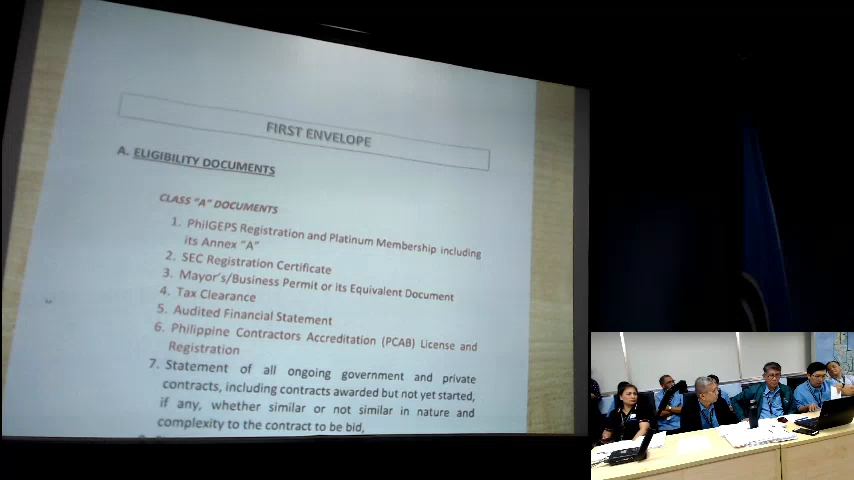 FIRST ENVELOPE
A. ELIGIBILITY DOCUMENTS
CLASS "A" DOCUMENTS
1. PhilGEPS Registration and Platinum Membership including
its Annex "A"
2. SEC Registration Certificate
3. Mayor's/Business Permit or its Equivalent Document
4. Tax Clearance
5. Audited Financial Statement
6. Philippine Contractors Accreditation (PCAB) License and
Registration
7. Statement of all ongoing government and private
contracts, including contracts awarded but not yet started,
if any, whether similar or not similar in nature and
complexity to the contract to be bid,